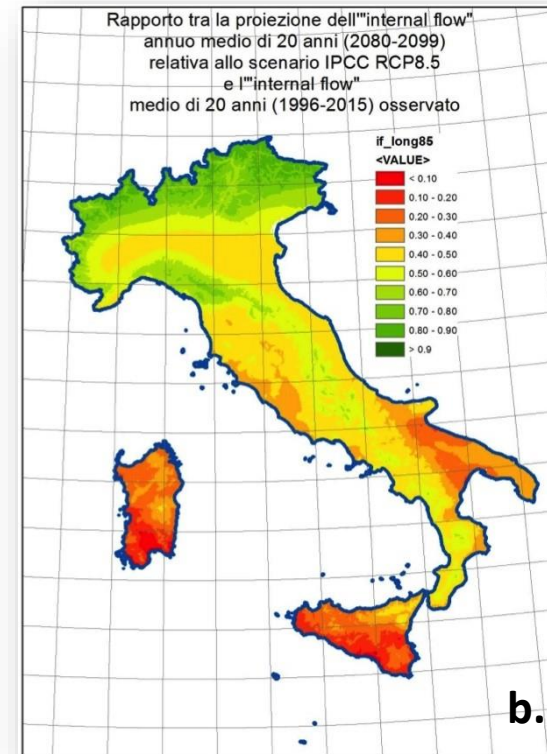 Rapporto tra la proiezione dell'"internal flow"
annuo medio di 20 anni (2080-2099)
relativa allo scenario IPCC RCP8.5
e l'"internal flow"
medio di 20 anni (1996-2015) osservato
if_long85
<VALUE>
< 0.10
0.10 - 0.20
0.20 - 0.30
0.30 - 0.40
0.40 - 0.50
0.50 - 0.60
0.60 - 0.70
0.70 - 0.80
0.80 - 0.90
> 0.9
b.